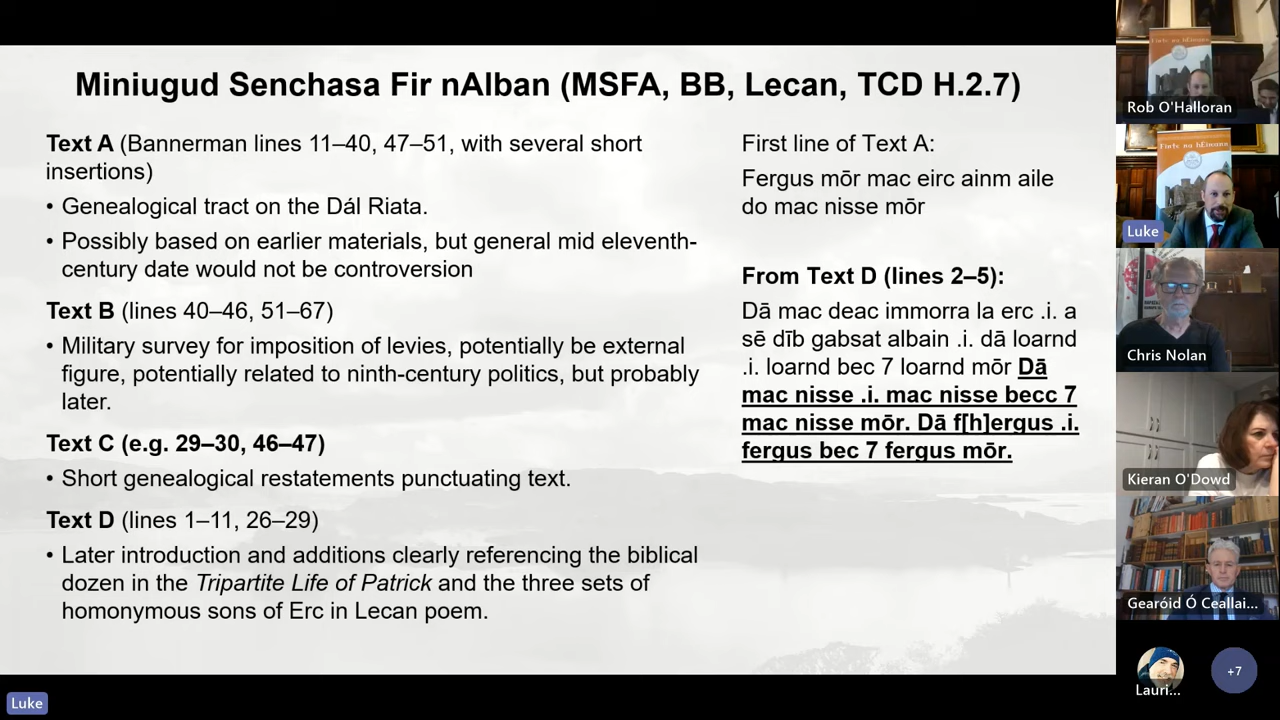 Miniugud Senchasa Fir nAlban (MSFA, BB, Lecan, TCD H.2.7)
Text A (Bannerman lines 11–40, 47–51, with several short
insertions)
• Genealogical tract on the Dál Riata.
• Possibly based on earlier materials, but general mid eleventh-
century date would not be controversion
Text B (lines 40–46, 51–67)
• Military survey for imposition of levies, potentially be external
figure, potentially related to ninth-century politics, but probably
later.
Text C (e.g. 29–30, 46–47)
• Short genealogical restatements punctuating text.
Text D (lines 1–11, 26–29)
• Later introduction and additions clearly referencing the biblical
dozen in the Tripartite Life of Patrick and the three sets of
homonymous sons of Erc in Lecan poem.
First line of Text A:
Fergus mōr mac eirc ainm aile
do mac nisse mōr
From Text D (lines 2–5):
Dā mac deac immorra la erc .i. a
sē dīb gabsat albain .i. dā loarnd
.i. loarnd bec 7 loarnd mōr Dā
mac nisse .i. mac nisse becc 7
mac nisse mōr. Dā f[h]ergus .i.
fergus bec 7 fergus mōr.
Finte na hÉireann
Rob O'Halloran
Finte na hÉireann
Luke
Chris Nolan
Kieran O'Dowd
Gearóid Ó Ceallai...
Lauri...
+7
Luke